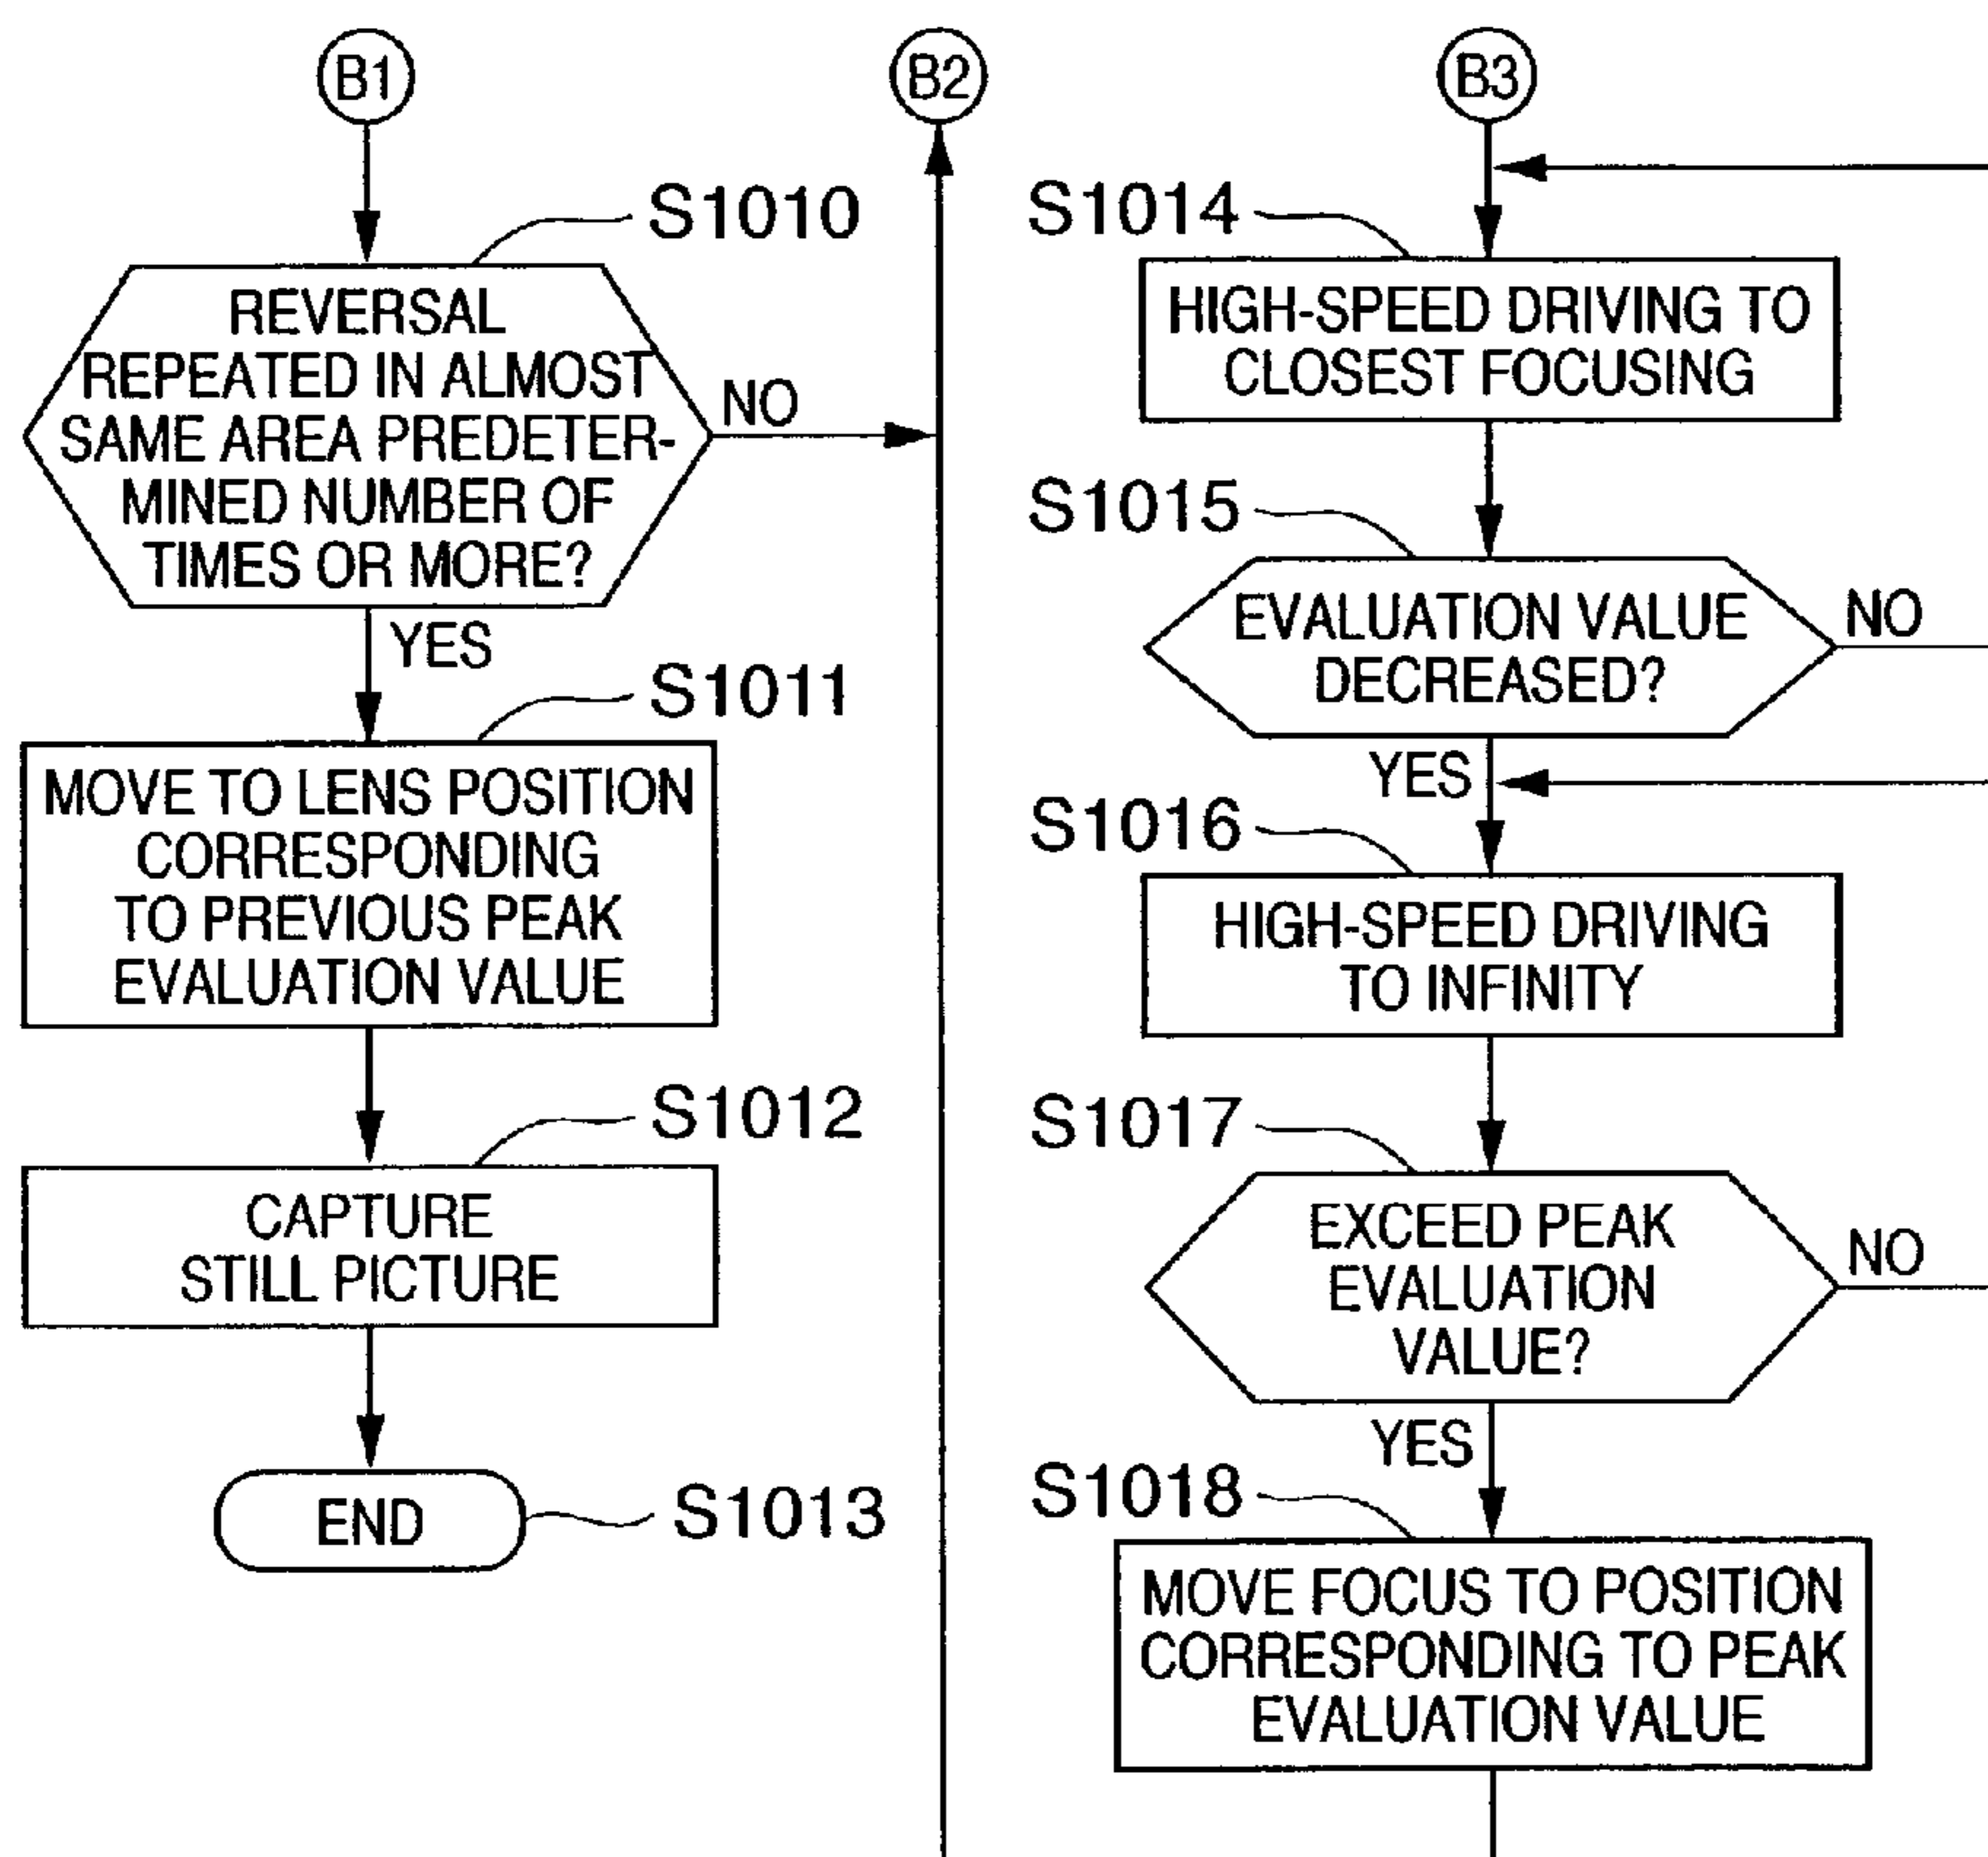 B1
S1010
REVERSAL
REPEATED IN ALMOST
SAME AREA PREDETER-
MINED NUMBER OF
TIMES OR MORE?
NO
YES
S1011
MOVE TO LENS POSITION
CORRESPONDING
TO PREVIOUS PEAK
EVALUATION VALUE
S1012
CAPTURE
STILL PICTURE
END
S1013
B2
B3
S1014
HIGH-SPEED DRIVING TO
CLOSEST FOCUSING
S1015
EVALUATION VALUE
DECREASED?
NO
YES
S1016
HIGH-SPEED DRIVING
TO INFINITY
S1017
EXCEED PEAK
EVALUATION
VALUE?
NO
YES
S1018
MOVE FOCUS TO POSITION
CORRESPONDING TO PEAK
EVALUATION VALUE